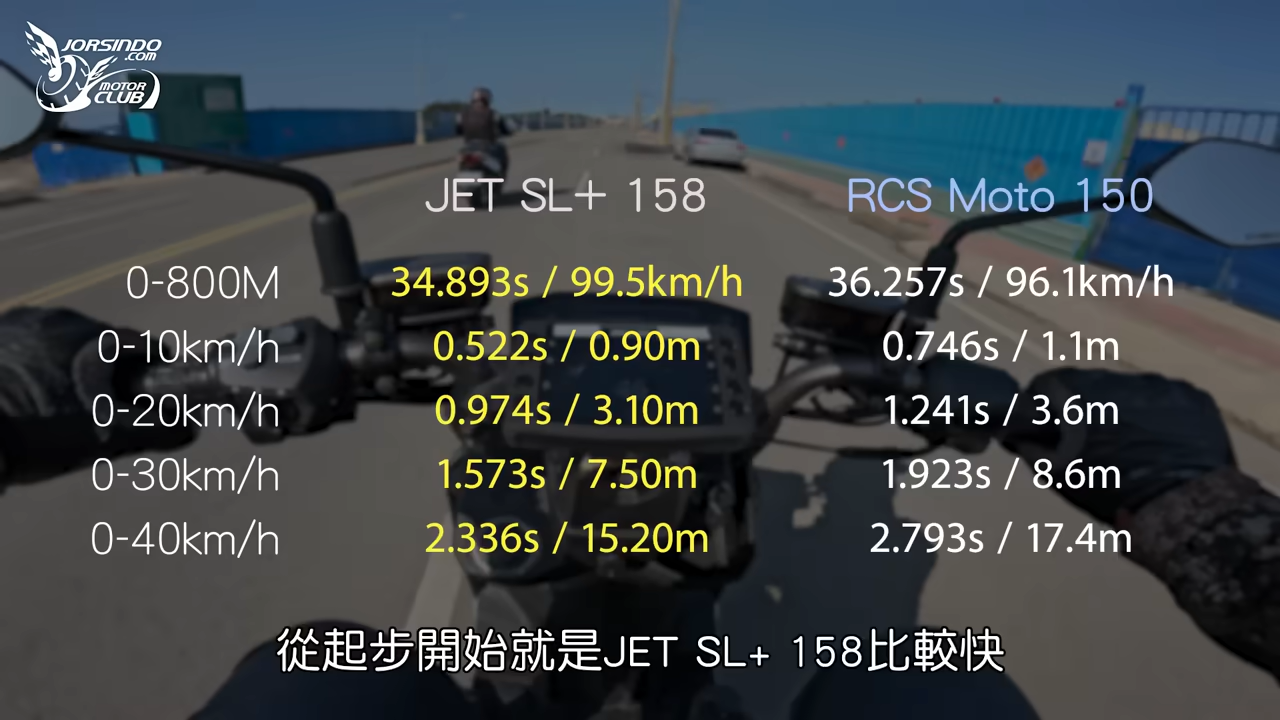 JORSINDO
.COM
MOTOR
CLUB
JET SL+ 158 RCS Moto 150
0-800M 34.893s / 99.5km/h 36.257s / 96.1km/h
0-10km/h 0.522s / 0.90m 0.746s / 1.1m
0-20km/h 0.974s / 3.10m 1.241s / 3.6m
0-30km/h 1.573s / 7.50m 1.923s / 8.6m
0-40km/h 2.336s / 15.20m 2.793s / 17.4m
從起步開始就是JET SL+ 158比較快